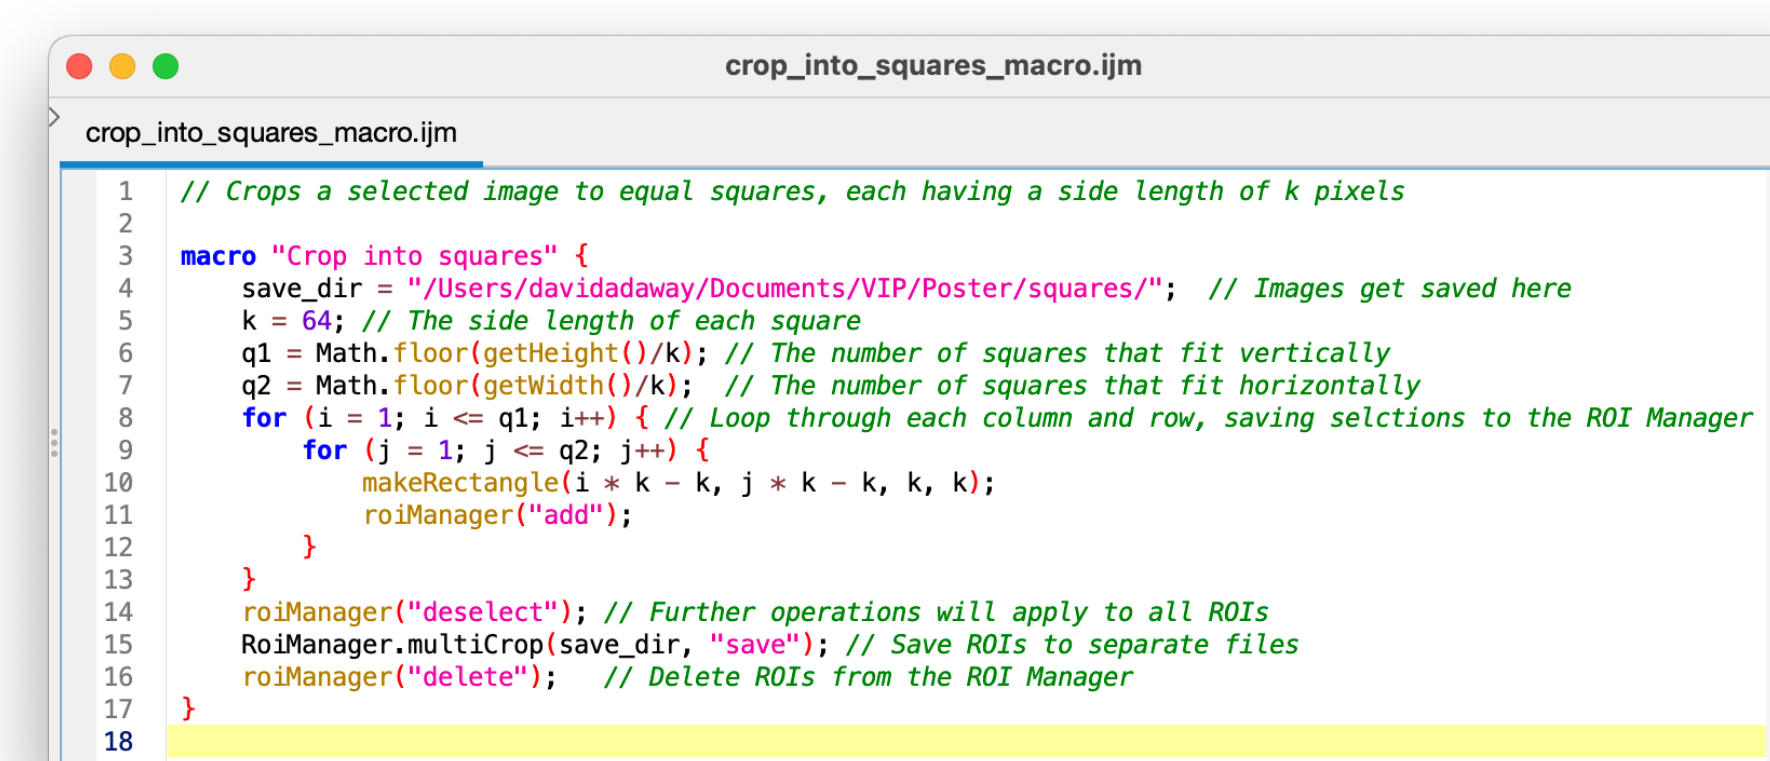 crop_into_squares_macro.ijm
crop_into_squares_macro.ijm
1 // Crops a selected image to equal squares, each having a side length of k pixels
2
3 macro "Crop into squares" {
4     save_dir = "/Users/davidadaway/Documents/VIP/Poster/squares/";  // Images get saved here
5     k = 64; // The side length of each square
6     q1 = Math.floor(getHeight()/k); // The number of squares that fit vertically
7     q2 = Math.floor(getWidth()/k);  // The number of squares that fit horizontally
8     for (i = 1; i <= q1; i++) { // Loop through each column and row, saving selctions to the ROI Manager
9         for (j = 1; j <= q2; j++) {
10             makeRectangle(i * k - k, j * k - k, k, k);
11             roiManager("add");
12         }
13     }
14     roiManager("deselect"); // Further operations will apply to all ROIs
15     RoiManager.multiCrop(save_dir, "save"); // Save ROIs to separate files
16     roiManager("delete");   // Delete ROIs from the ROI Manager
17 }
18